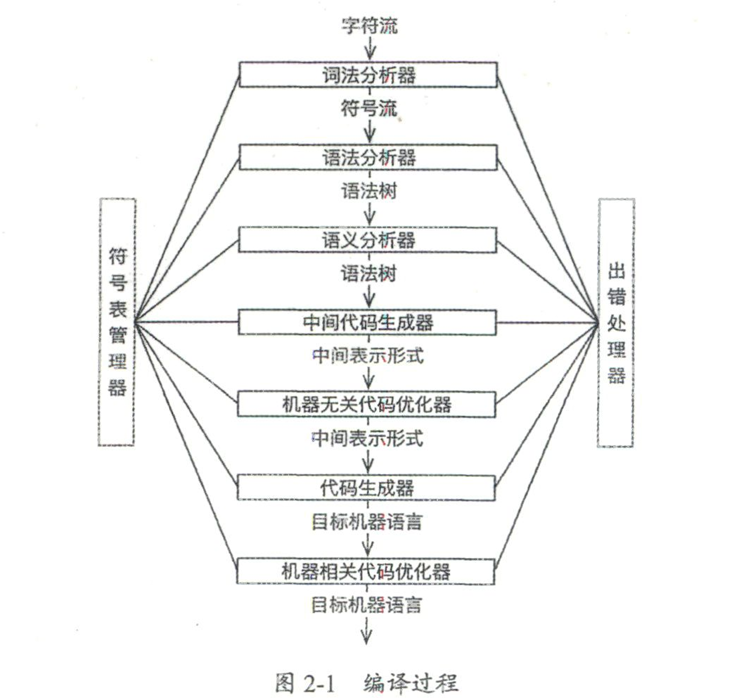 字符流
词法分析器
符号流
语法分析器
语法树
语义分析器
语法树
中间代码生成器
中间表示形式
机器无关代码优化器
中间表示形式
代码生成器
目标机器语言
机器相关代码优化器
目标机器语言
符号表管理器
出错处理器
图 2-1 编译过程